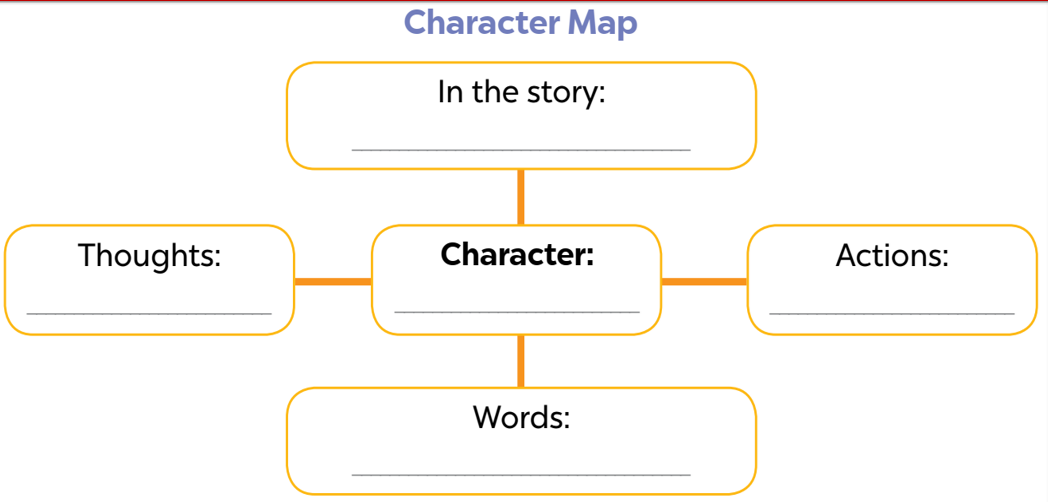 Character Map
In the story:
Thoughts:
Character:
Actions:
Words: